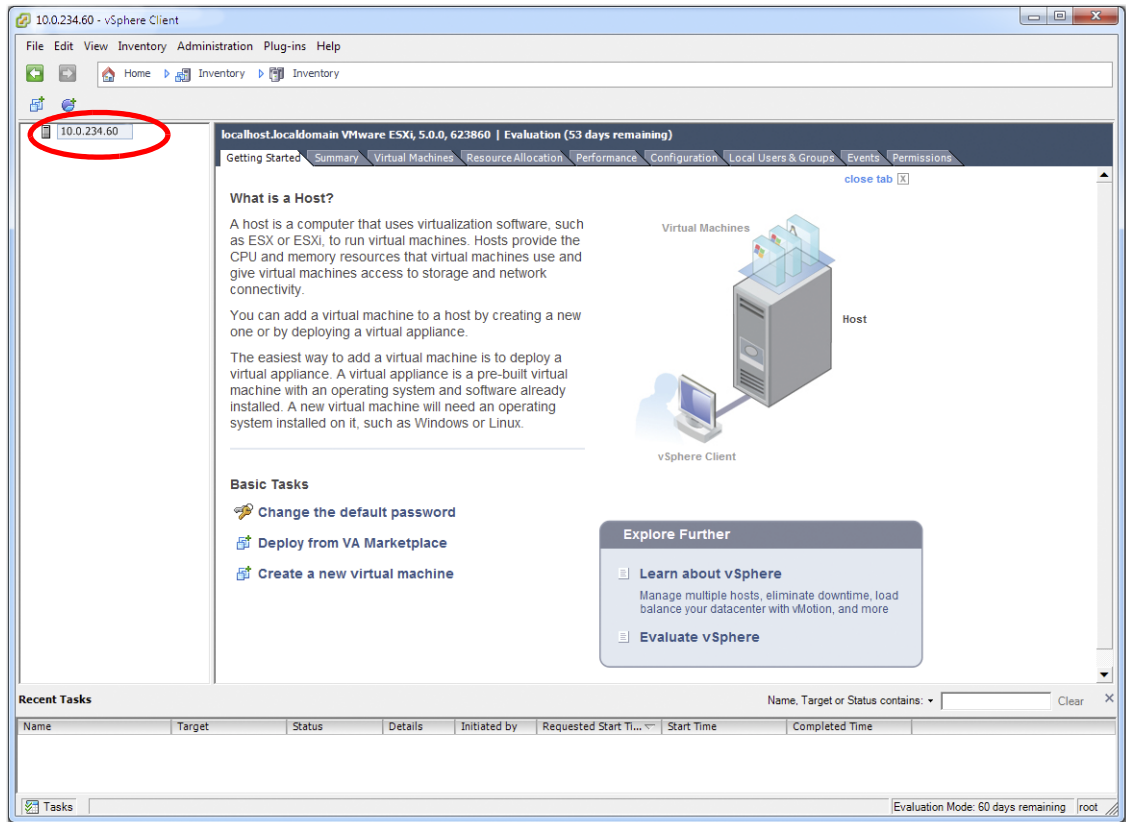 10.0.234.60 - vSphere Client
File Edit View Inventory Administration Plug-ins Help
Home Inventory Inventory
10.0.234.60
localhost.localdomain VMware ESXi, 5.0.0, 623860 | Evaluation (53 days remaining)
Getting Started Summary Virtual Machines Resource Allocation Performance Configuration Local Users & Groups Events Permissions
close tab X
What is a Host?
A host is a computer that uses virtualization software, such
as ESX or ESXi, to run virtual machines. Hosts provide the
CPU and memory resources that virtual machines use and
give virtual machines access to storage and network
connectivity.
You can add a virtual machine to a host by creating a new
one or by deploying a virtual appliance.
The easiest way to add a virtual machine is to deploy a
virtual appliance. A virtual appliance is a pre-built virtual
machine with an operating system and software already
installed. A new virtual machine will need an operating
system installed on it, such as Windows or Linux.
Virtual Machines
Host
vSphere Client
Basic Tasks
Change the default password
Deploy from VA Marketplace
Create a new virtual machine
Explore Further
Learn about vSphere
Manage multiple hosts, eliminate downtime, load
balance your datacenter with vMotion, and more
Evaluate vSphere
Recent Tasks
Name, Target or Status contains:
Clear
Name Target Status Details Initiated by Requested Start Ti... Start Time Completed Time
Tasks
Evaluation Mode: 60 days remaining
root